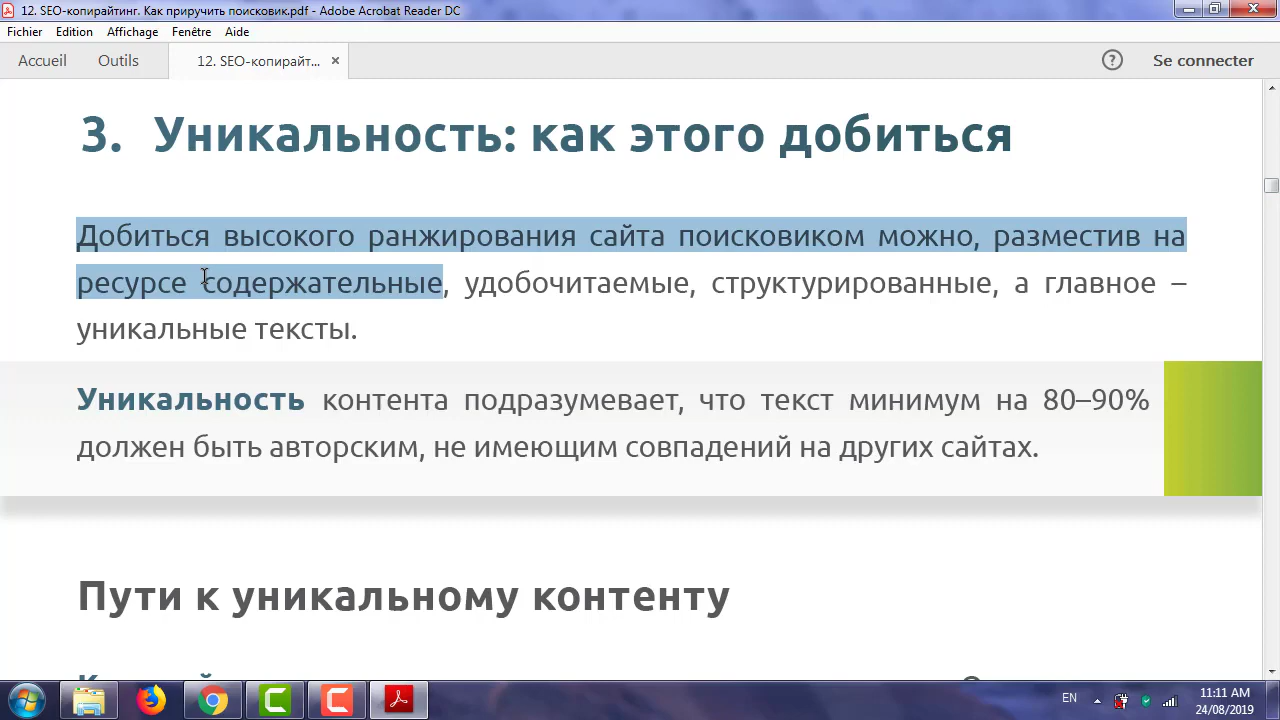 12. SEO-копирайтинг. Как приручить поисковик.pdf - Adobe Acrobat Reader DC
Fichier Edition Affichage Fenêtre Aide
Accueil Outils 12. SEO-копирайт... × ? Se connecter
3. Уникальность: как этого добиться
Добиться высокого ранжирования сайта поисковиком можно, разместив на
ресурсе содержательные, удобочитаемые, структурированные, а главное –
уникальные тексты.
Уникальность контента подразумевает, что текст минимум на 80–90%
должен быть авторским, не имеющим совпадений на других сайтах.
Пути к уникальному контенту
EN 11:11 AM
24/08/2019